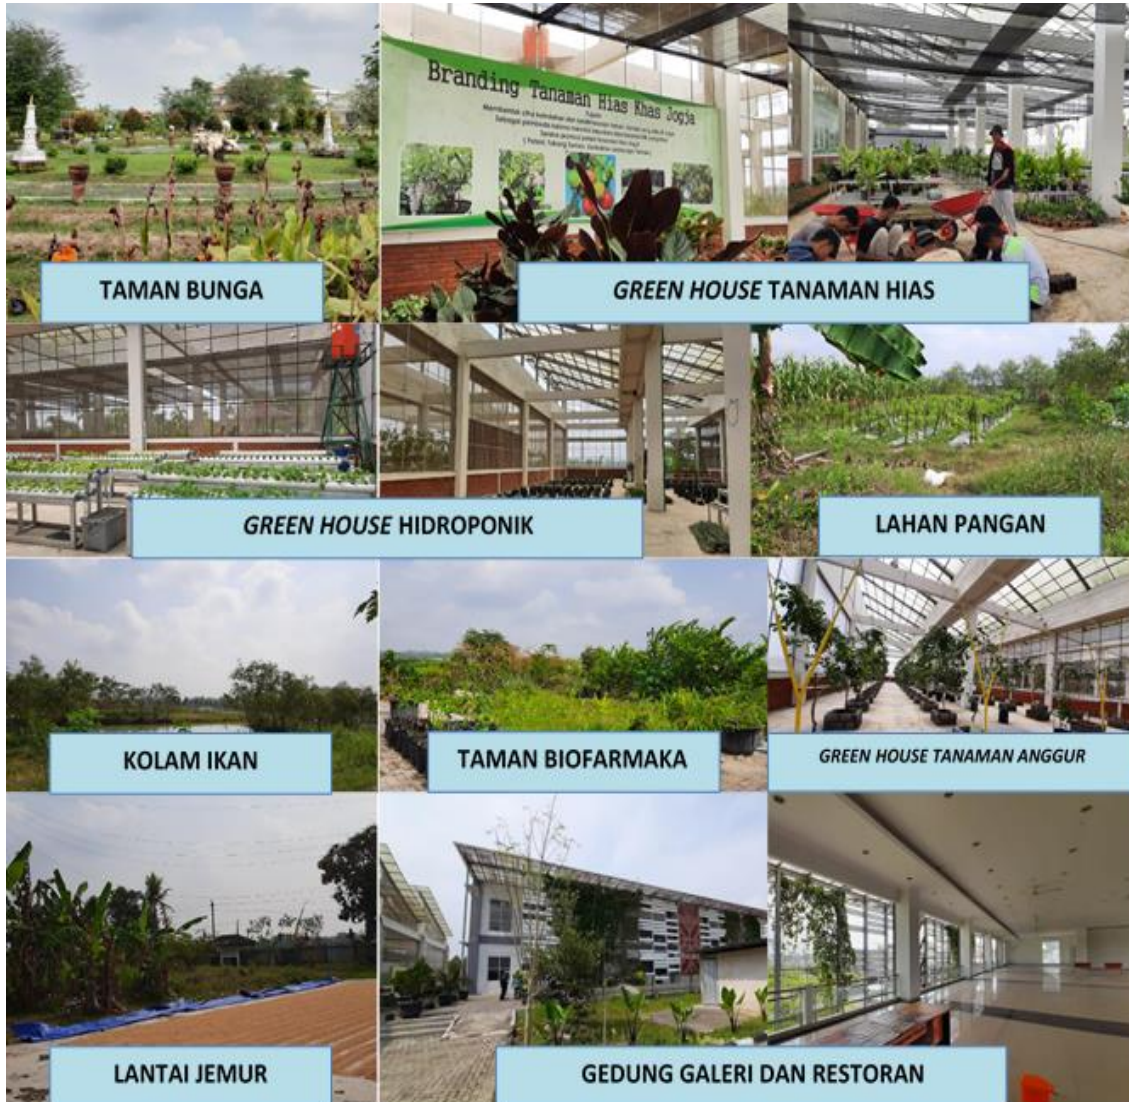 Branding Tanaman Hias Khas Jogja
TAMAN BUNGA
GREEN HOUSE TANAMAN HIAS
GREEN HOUSE HIDROPONIK
LAHAN PANGAN
KOLAM IKAN
TAMAN BIOFARMAKA
GREEN HOUSE TANAMAN ANGGUR
LANTAI JEMUR
GEDUNG GALERI DAN RESTORAN